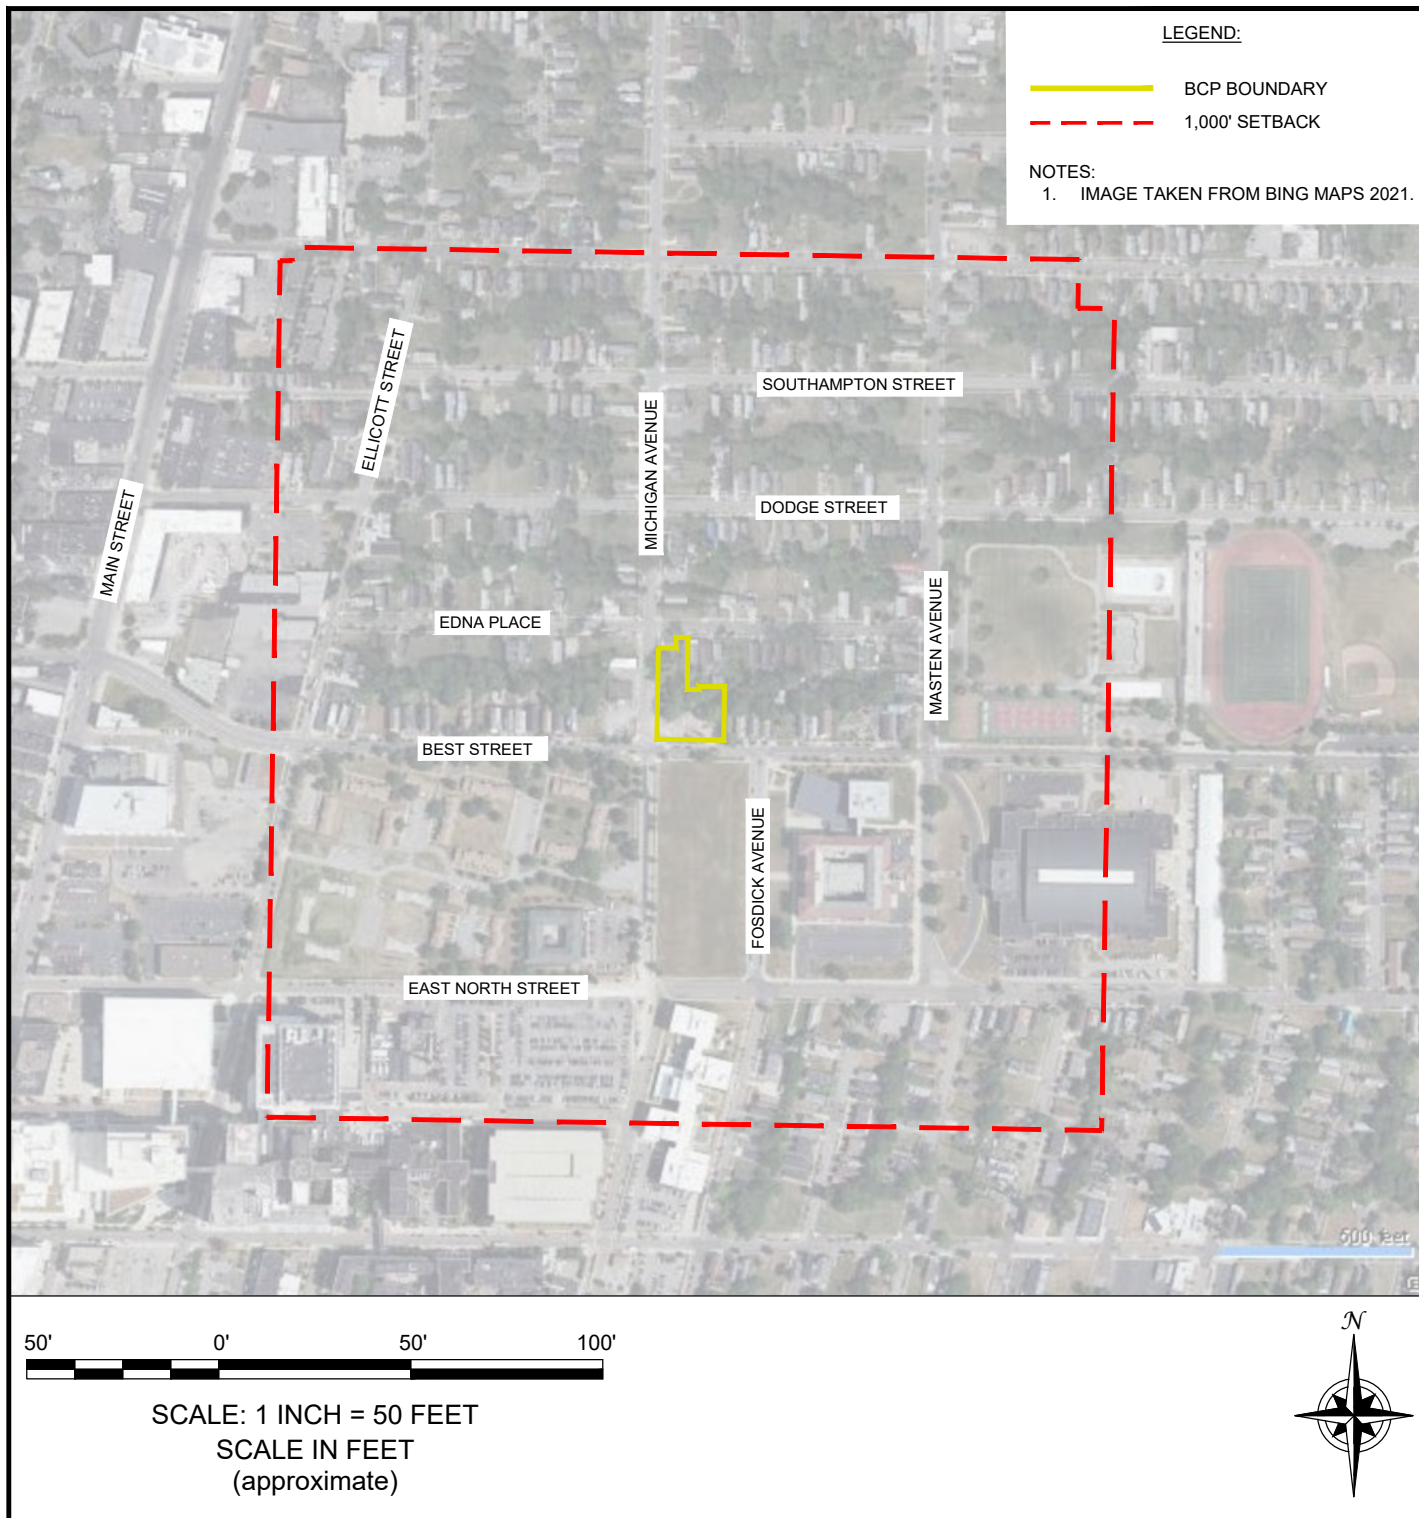 LEGEND:
BCP BOUNDARY
1,000' SETBACK
NOTES:
1. IMAGE TAKEN FROM BING MAPS 2021.
ELLICOTT STREET
SOUTHAMPTON STREET
MICHIGAN AVENUE
MAIN STREET
DODGE STREET
EDNA PLACE
MASTEN AVENUE
BEST STREET
FOSDICK AVENUE
EAST NORTH STREET
500 feet
50' 0' 50' 100'
SCALE: 1 INCH = 50 FEET
SCALE IN FEET
(approximate)
N